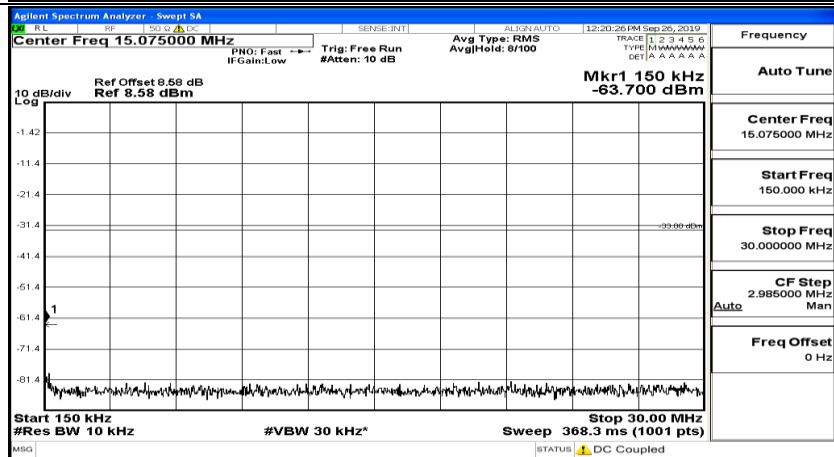 Agilent Spectrum Analyzer - Swept SA
LXI RL RF 50 Ω DC SENSE:INT ALIGN AUTO 12:20:26 PM Sep 26, 2019
Center Freq 15.075000 MHz
PNO: Fast
IFGain:Low
Trig: Free Run
#Atten: 10 dB
Avg Type: RMS
Avg|Hold: 8/100
TRACE 1 2 3 4 5 6
TYPE M WWWWW
DET A A A A A A
Ref Offset 8.58 dB
10 dB/div Ref 8.58 dBm
Log
Mkr1 150 kHz
-63.700 dBm
-1.42
-11.4
-21.4
-31.4
-33.00 dBm
-41.4
-51.4
-61.4
1
-71.4
-81.4
Start 150 kHz Stop 30.00 MHz
#Res BW 10 kHz #VBW 30 kHz* Sweep 368.3 ms (1001 pts)
MSG STATUS DC Coupled
Frequency
Auto Tune
Center Freq
15.075000 MHz
Start Freq
150.000 kHz
Stop Freq
30.000000 MHz
CF Step
2.985000 MHz
Auto Man
Freq Offset
0 Hz